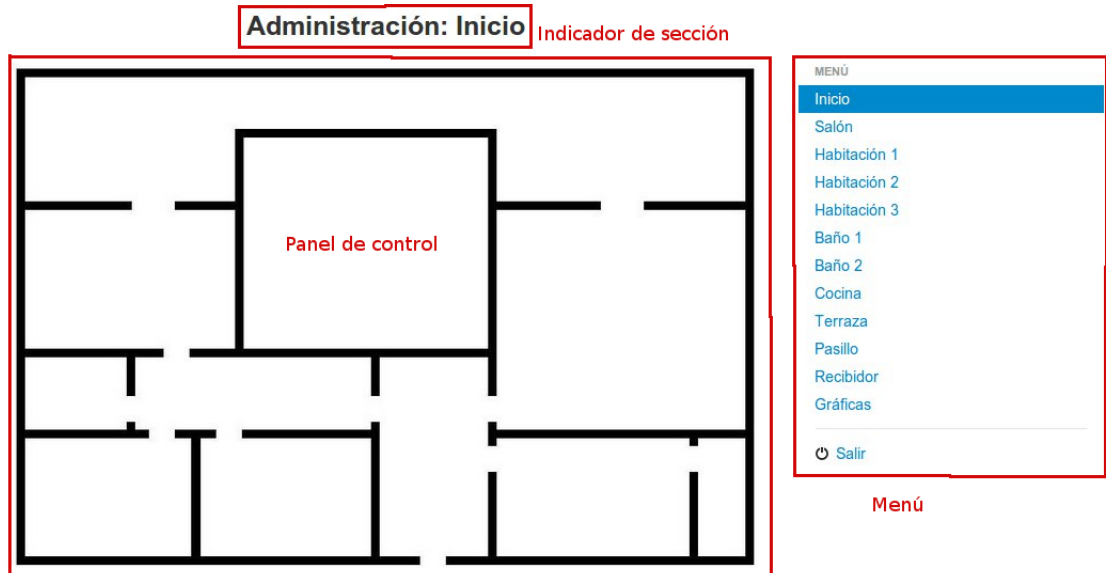 Administración: Inicio
Indicador de sección
Panel de control
MENÚ
Inicio
Salón
Habitación 1
Habitación 2
Habitación 3
Baño 1
Baño 2
Cocina
Terraza
Pasillo
Recibidor
Gráficas
Salir
Menú